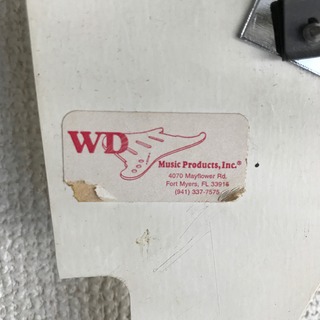 WD
Music Products, Inc.®
4070 Mayflower Rd.
Fort Myers, FL 33916
(941) 337-7575